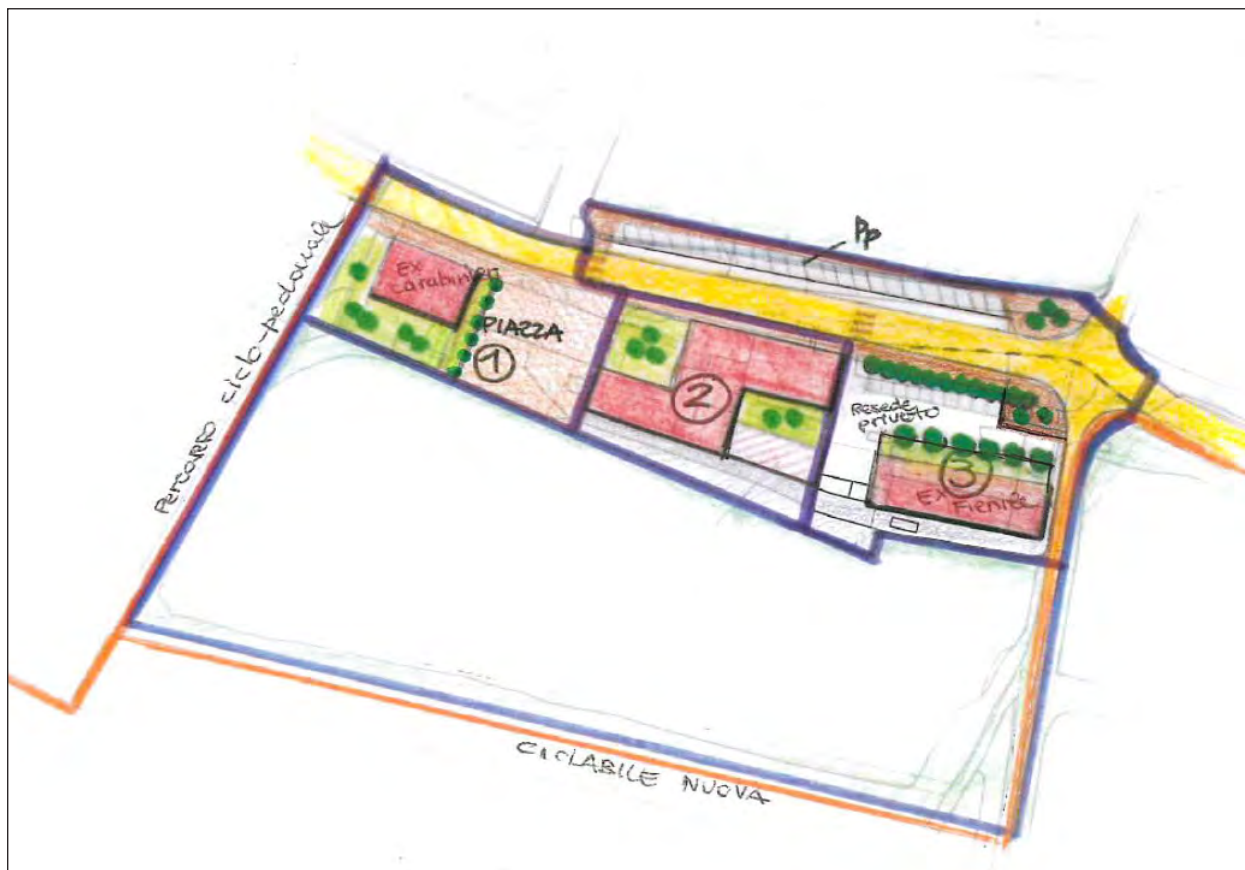 Pp
Ex
carabinieri
PIAZZA
1
2
Resede
privato
3
Ex Fienile
Percorso ciclo-pedonale
CICLABILE NUOVA